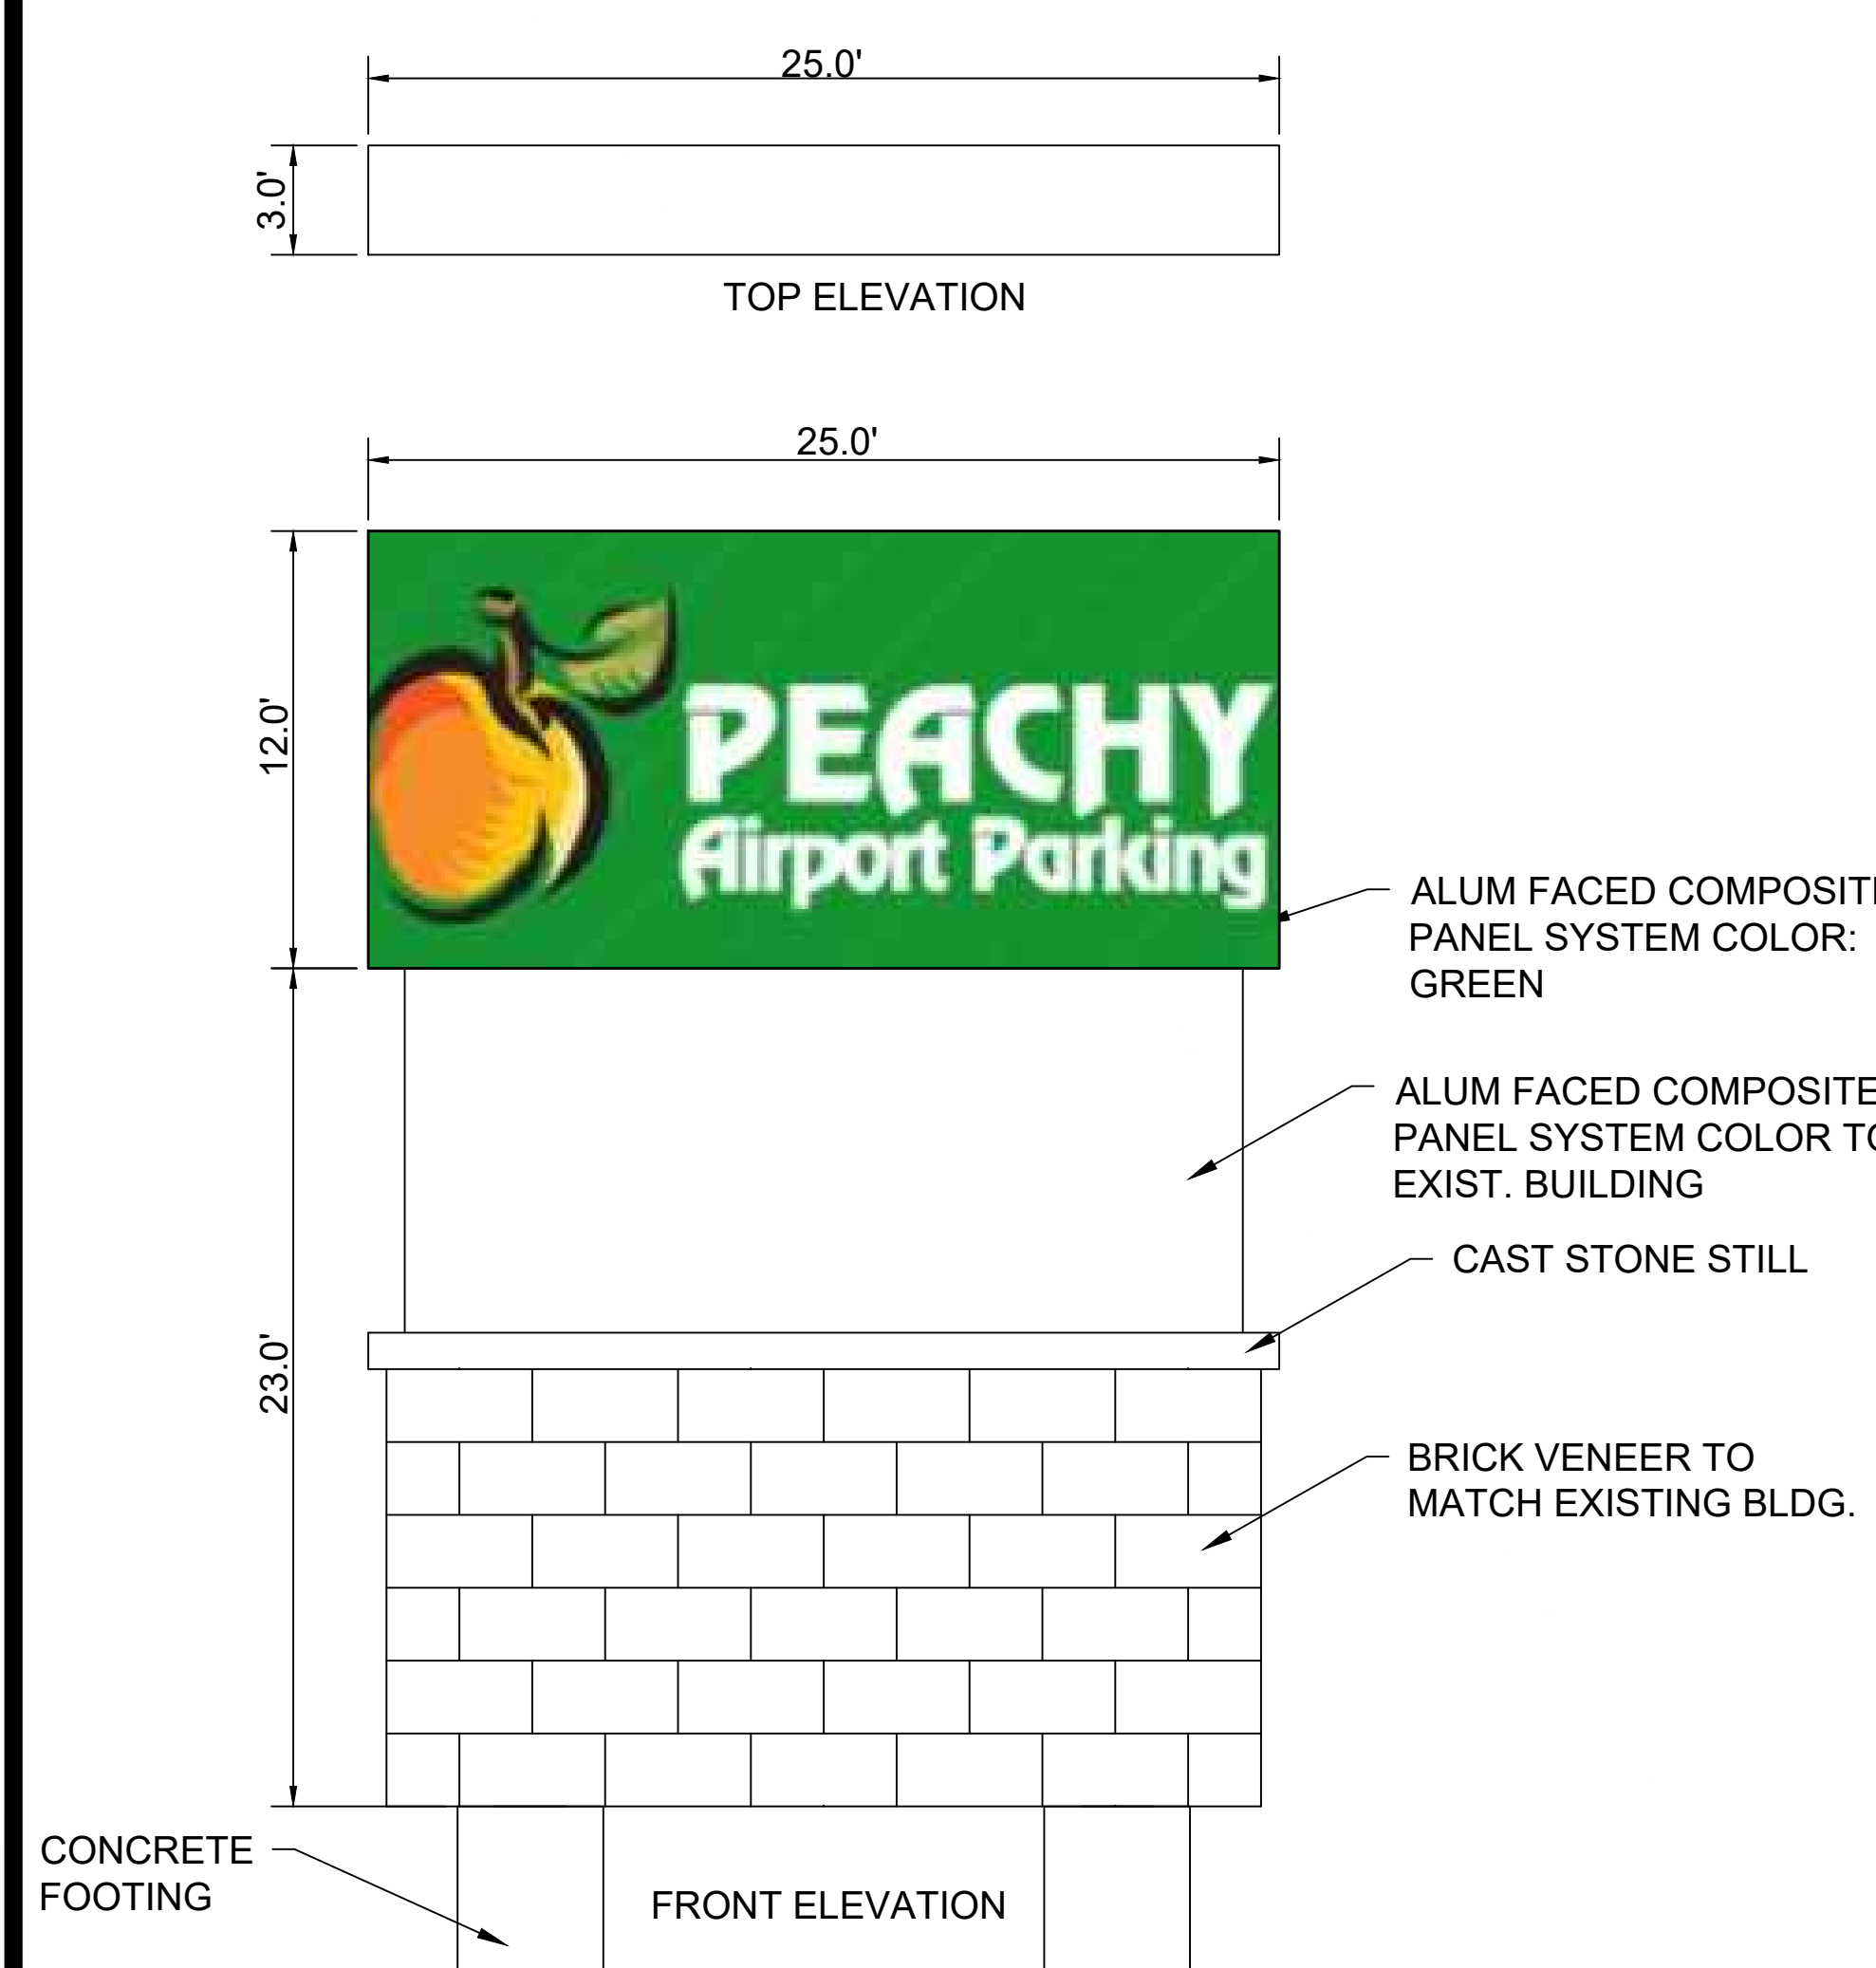 25.0'
3.0'
TOP ELEVATION
25.0'
12.0'
PEACHY
Airport Parking
ALUM FACED COMPOSITE
PANEL SYSTEM COLOR:
GREEN
ALUM FACED COMPOSITE
PANEL SYSTEM COLOR TO
EXIST. BUILDING
CAST STONE STILL
23.0'
BRICK VENEER TO
MATCH EXISTING BLDG.
CONCRETE
FOOTING
FRONT ELEVATION